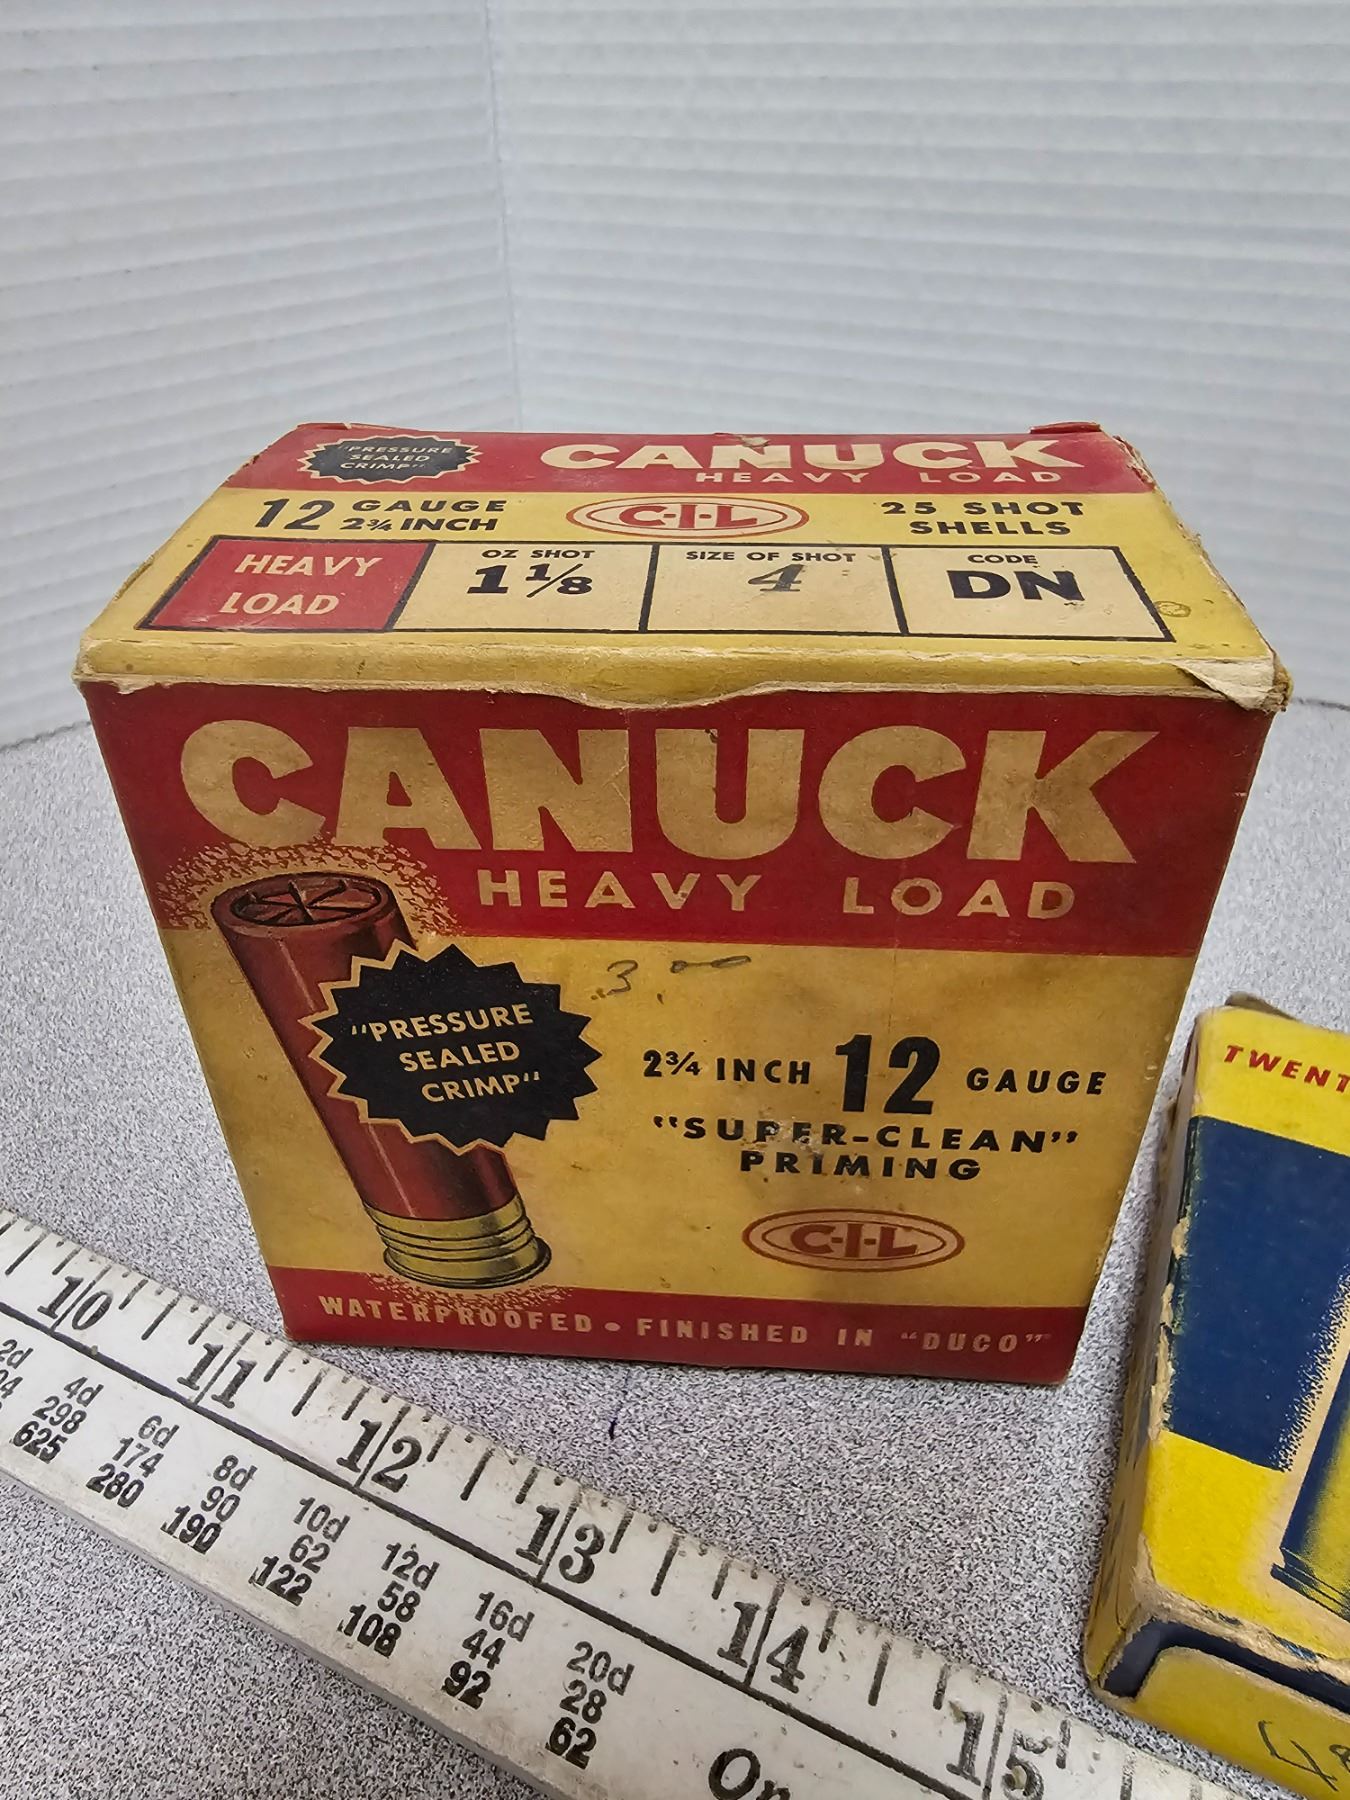 "PRESSURE
SEALED
CRIMP"
CANUCK
HEAVY LOAD
12 GAUGE
2¾ INCH
C-I-L
25 SHOT
SHELLS
HEAVY
LOAD
OZ SHOT
1 1/8
SIZE OF SHOT
4
CODE
DN
CANUCK
HEAVY LOAD
3.00
"PRESSURE
SEALED
CRIMP"
2¾ INCH 12 GAUGE
"SUPER-CLEAN"
PRIMING
C-I-L
WATERPROOFED • FINISHED IN "DUCO"
TWENT
10 11 12 13 14 15
2d 4d 6d 8d 10d 12d 16d 20d
298 174 90 62 58 44 28
625 280 190 122 108 92 62